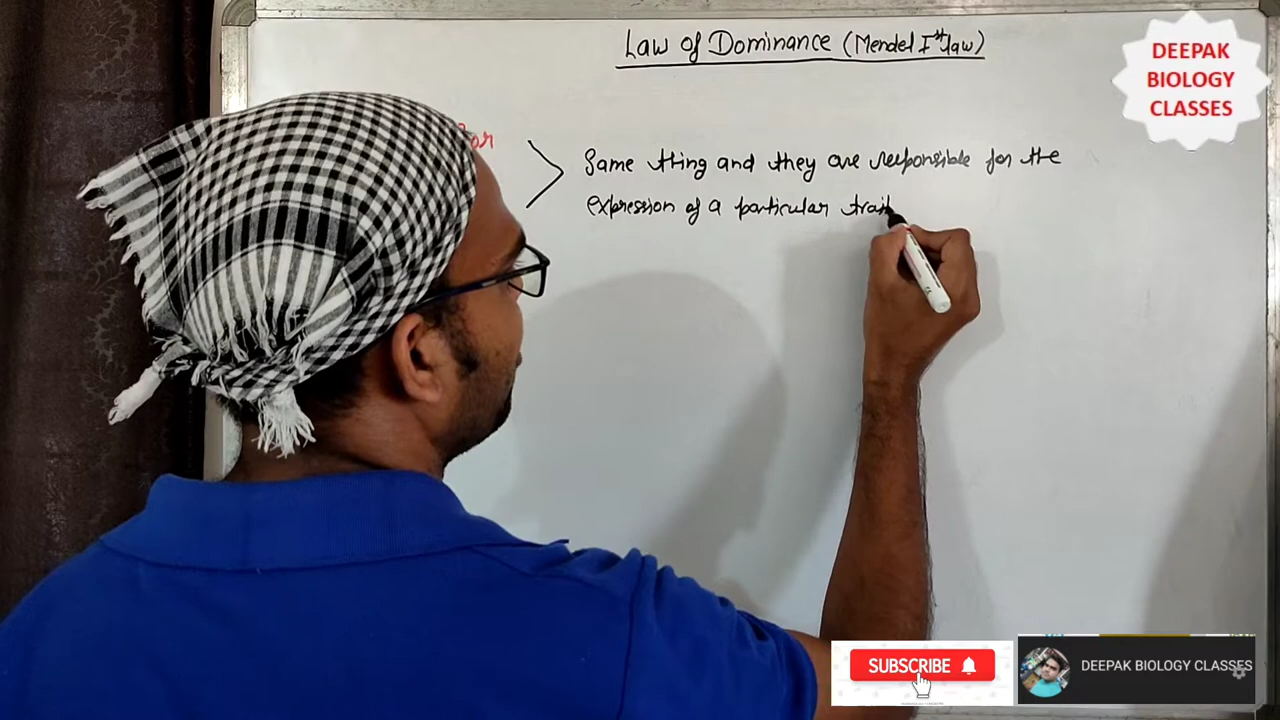 Law of Dominance (Mendel Ist law)
DEEPAK
BIOLOGY
CLASSES
Same thing and they are responsible for the
expression of a particular trait
SUBSCRIBE
DEEPAK BIOLOGY CLASSES